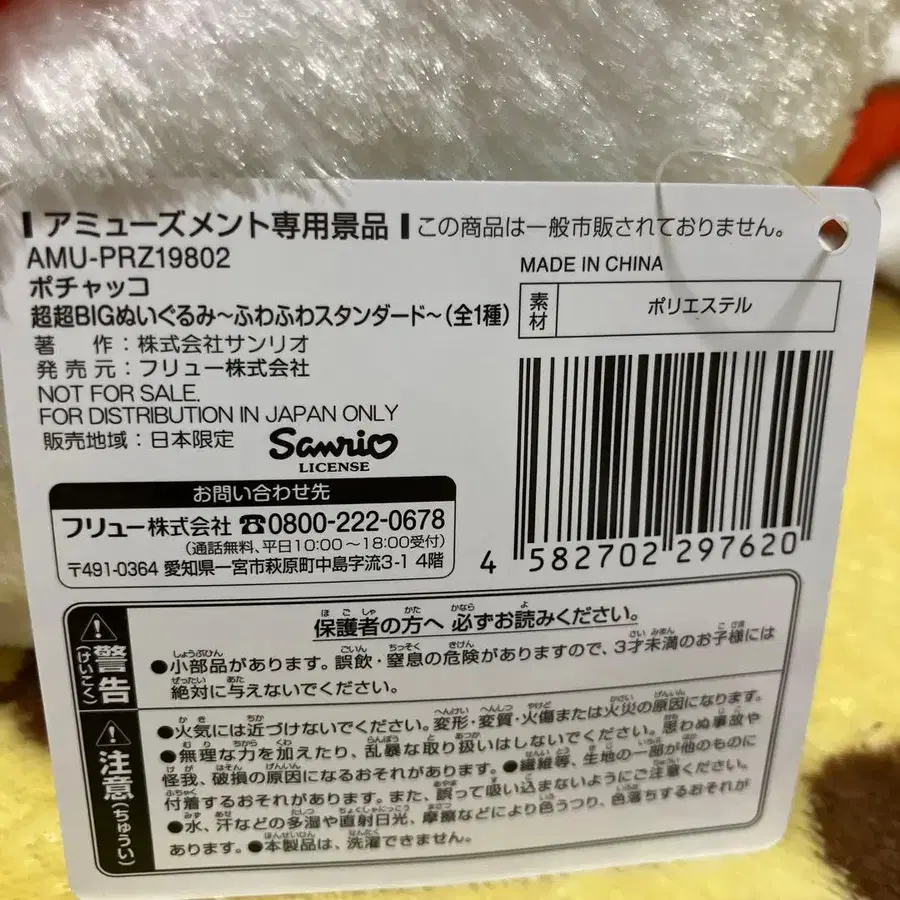 アミューズメント専用景品 この商品は一般市販されておりません。
AMU-PRZ19802
ポチャッコ
超超BIGぬいぐるみ～ふわふわスタンダード～(全1種)
著 作：株式会社サンリオ
発売元：フリュー株式会社
NOT FOR SALE.
FOR DISTRIBUTION IN JAPAN ONLY
販売地域：日本限定
Sanrio
LICENSE
MADE IN CHINA
素材 ポリエステル
4 582702 297620
お問い合わせ先
フリュー株式会社 ☎0800-222-0678
(通話無料、平日10:00～18:00受付)
〒491-0364 愛知県一宮市萩原町中島字流3-1 4階
警告(けいこく)
保護者の方へ 必ずお読みください。
●小部品があります。誤飲・窒息の危険がありますので、3才未満のお子様には
絶対に与えないでください。
注意(ちゅうい)
●火気には近づけないでください。変形・変質・火傷または火災の原因になります。
●無理な力を加えたり、乱暴な取り扱いはしないでください。思わぬ事故や
怪我、破損の原因になるおそれがあります。●繊維等、生地の一部が他のものに
付着するおそれがあります。また、誤って吸い込まないようにご注意ください。
●水、汗などの多湿や直射日光、摩擦などにより色うつり、色落ちするおそれが
あります。●本製品は、洗濯できません。